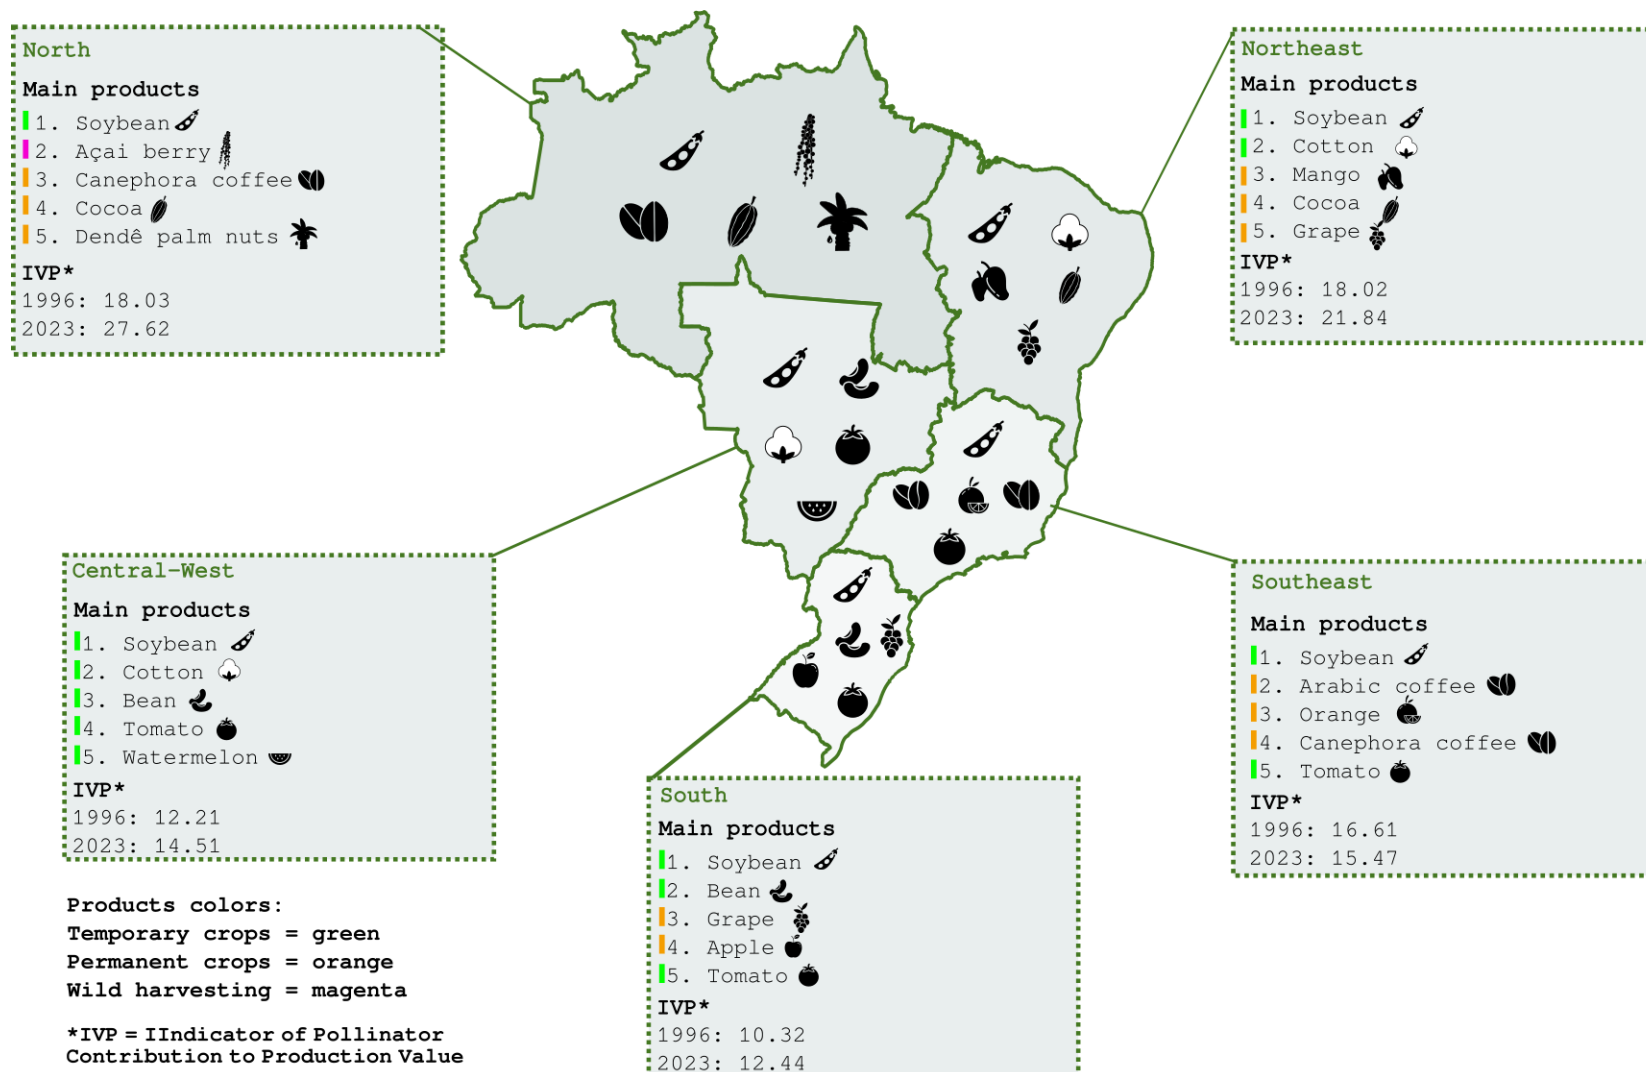 North
Main products
1. Soybean
2. Açai berry
3. Canephora coffee
4. Cocoa
5. Dendê palm nuts
IVP*
1996: 18.03
2023: 27.62
Northeast
Main products
1. Soybean
2. Cotton
3. Mango
4. Cocoa
5. Grape
IVP*
1996: 18.02
2023: 21.84
Central-West
Main products
1. Soybean
2. Cotton
3. Bean
4. Tomato
5. Watermelon
IVP*
1996: 12.21
2023: 14.51
Southeast
Main products
1. Soybean
2. Arabic coffee
3. Orange
4. Canephora coffee
5. Tomato
IVP*
1996: 16.61
2023: 15.47
South
Main products
1. Soybean
2. Bean
3. Grape
4. Apple
5. Tomato
IVP*
1996: 10.32
2023: 12.44
Products colors:
Temporary crops = green
Permanent crops = orange
Wild harvesting = magenta
*IVP = IIndicator of Pollinator
Contribution to Production Value